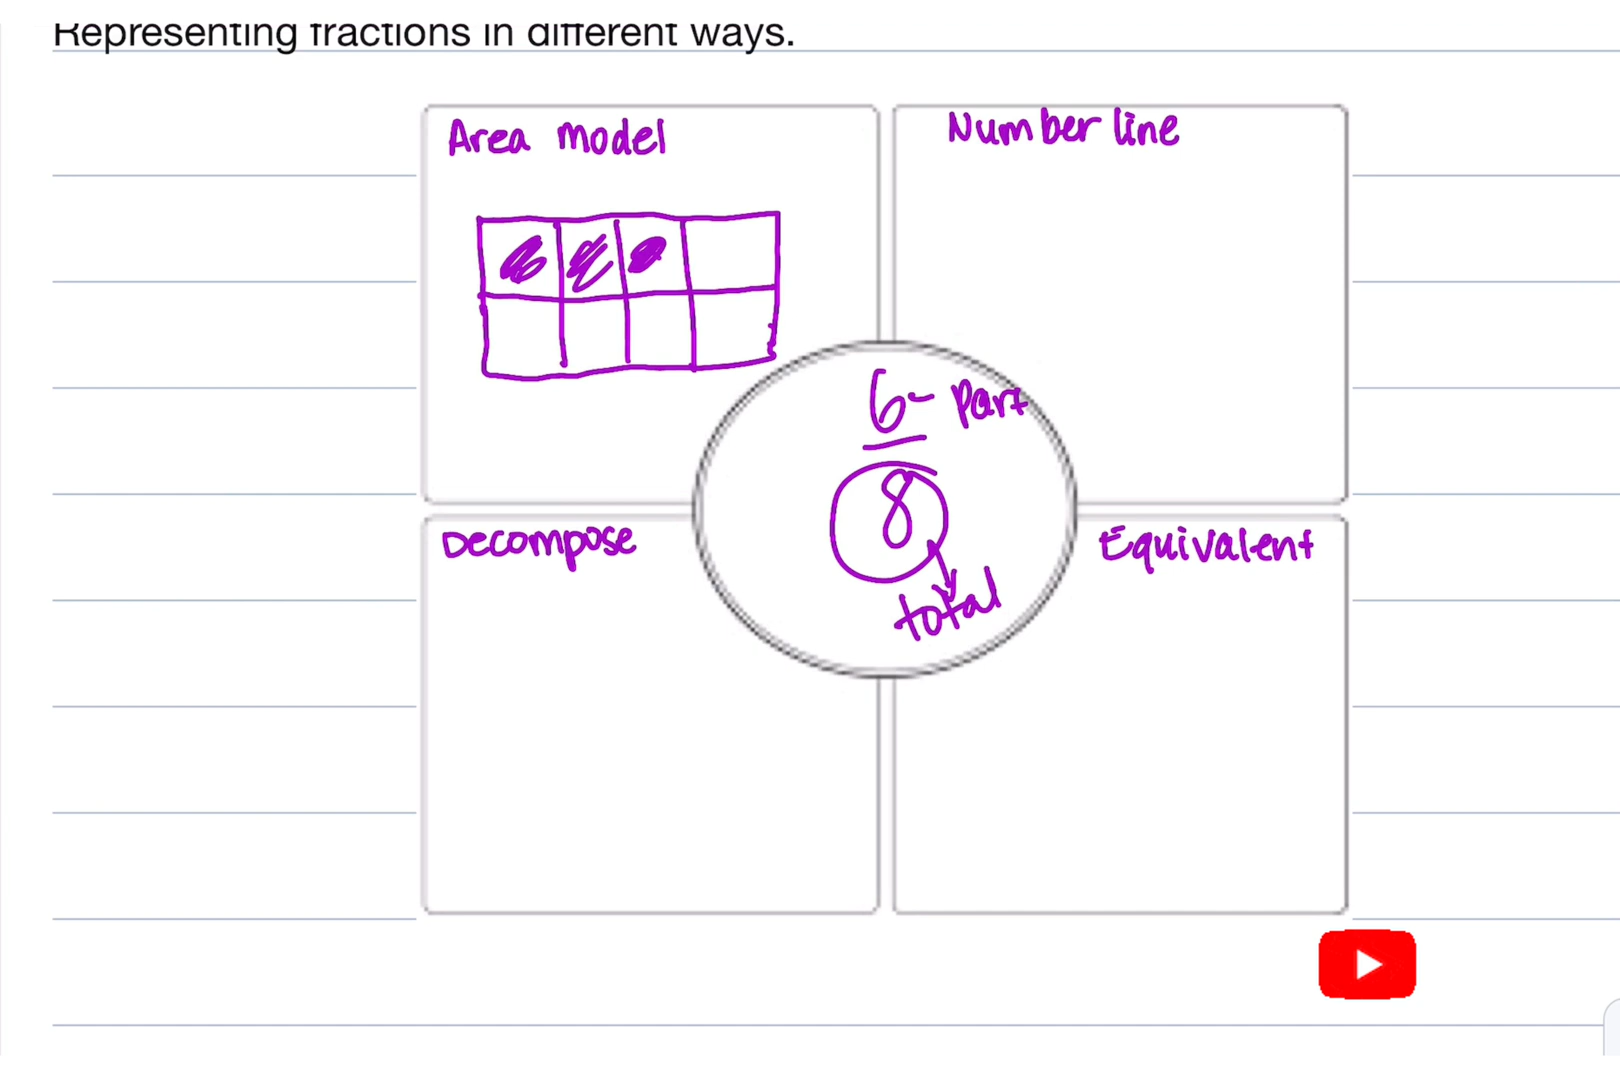 Representing fractions in different ways.
Area model
Number line
6 - Part
8
total
Decompose
Equivalent